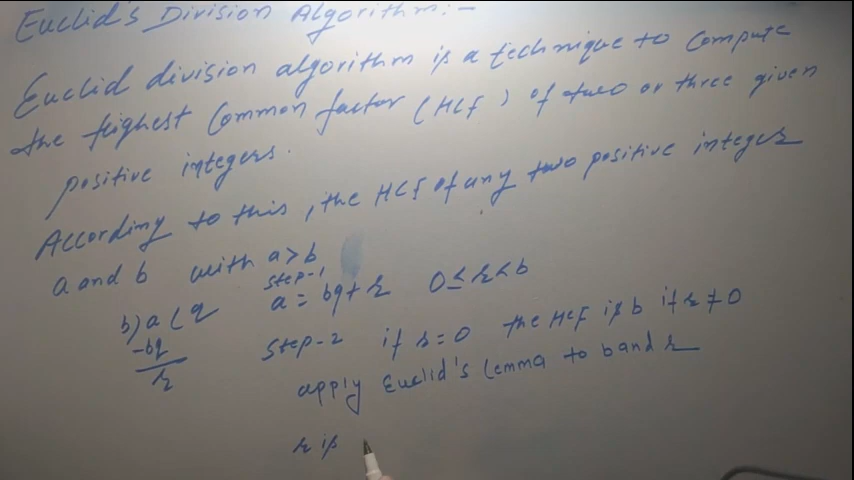 Euclid's Division Algorithm:-
Euclid division algorithm is a technique to compute
the highest Common factor (HCF) of two or three given
positive integers.
According to this, the HCF of any two positive integer
a and b with a>b
step-1
b)a(q a = bq+r 0≤r<b
-bq
r
step-2 if r=0 the HCF is b if r≠0
apply Euclid's Lemma to b and r
r is